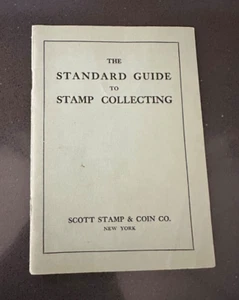 THE
STANDARD GUIDE
TO
STAMP COLLECTING
SCOTT STAMP & COIN CO.
NEW YORK